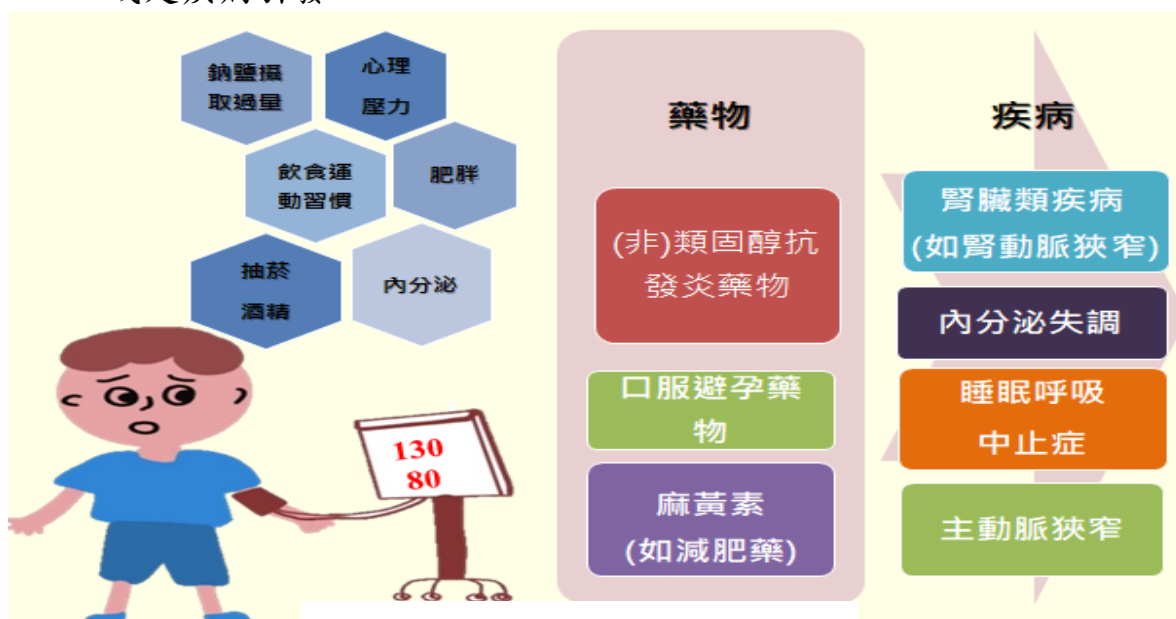 鈉鹽攝
取過量
心理
壓力
飲食運
動習慣
肥胖
抽菸
酒精
內分泌
130
80
藥物
(非)類固醇抗
發炎藥物
口服避孕藥
物
麻黃素
(如減肥藥)
疾病
腎臟類疾病
(如腎動脈狹窄)
內分泌失調
睡眠呼吸
中止症
主動脈狹窄